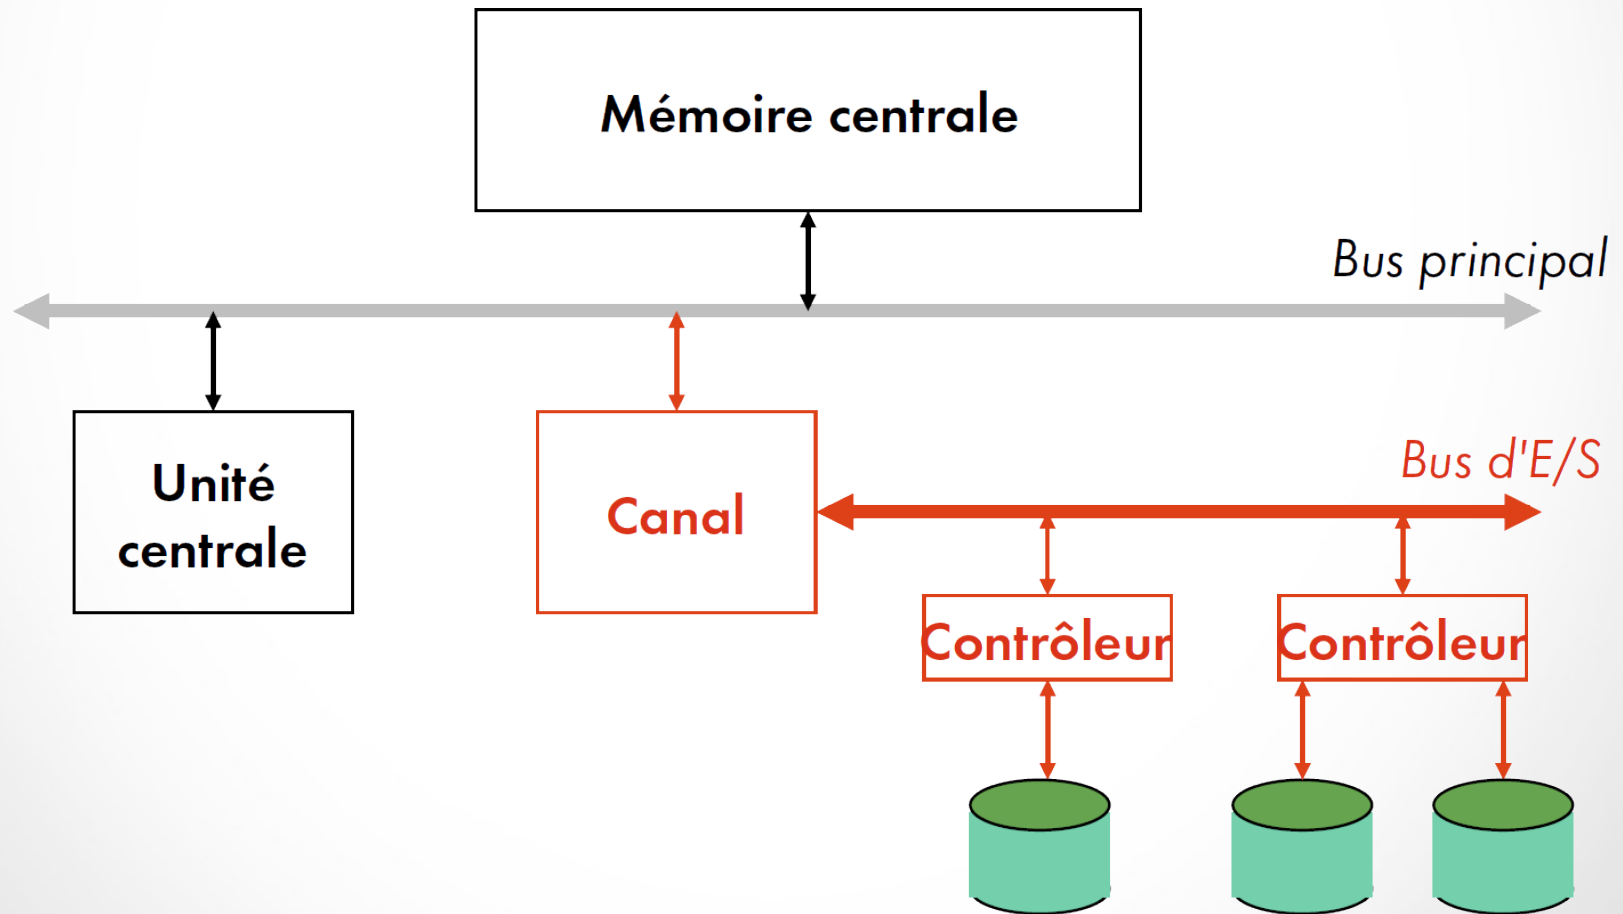 Mémoire centrale
Bus principal
Unité
centrale
Canal
Bus d'E/S
Contrôleur
Contrôleur